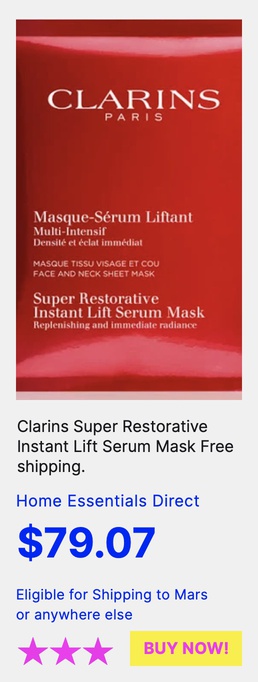 CLARINS
PARIS
Masque-Sérum Liftant
Multi-Intensif
Densité et éclat immédiat
MASQUE TISSU VISAGE ET COU
FACE AND NECK SHEET MASK
Super Restorative
Instant Lift Serum Mask
Replenishing and immediate radiance
Clarins Super Restorative
Instant Lift Serum Mask Free
shipping.
Home Essentials Direct
$79.07
Eligible for Shipping to Mars
or anywhere else
BUY NOW!